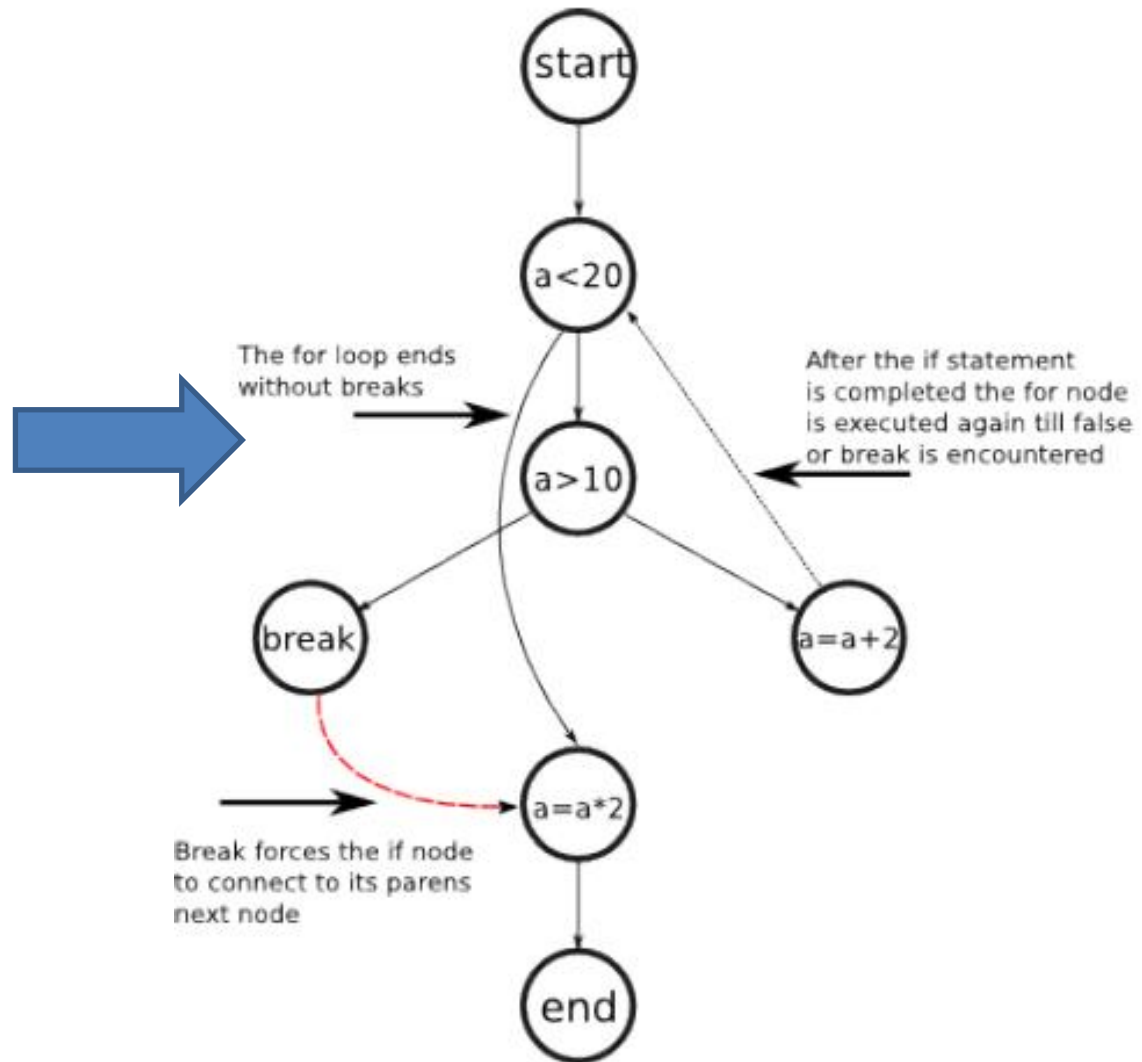 start
a<20
The for loop ends
without breaks
After the if statement
is completed the for node
is executed again till false
or break is encountered
a>10
break
a=a+2
a=a*2
Break forces the if node
to connect to its parens
next node
end